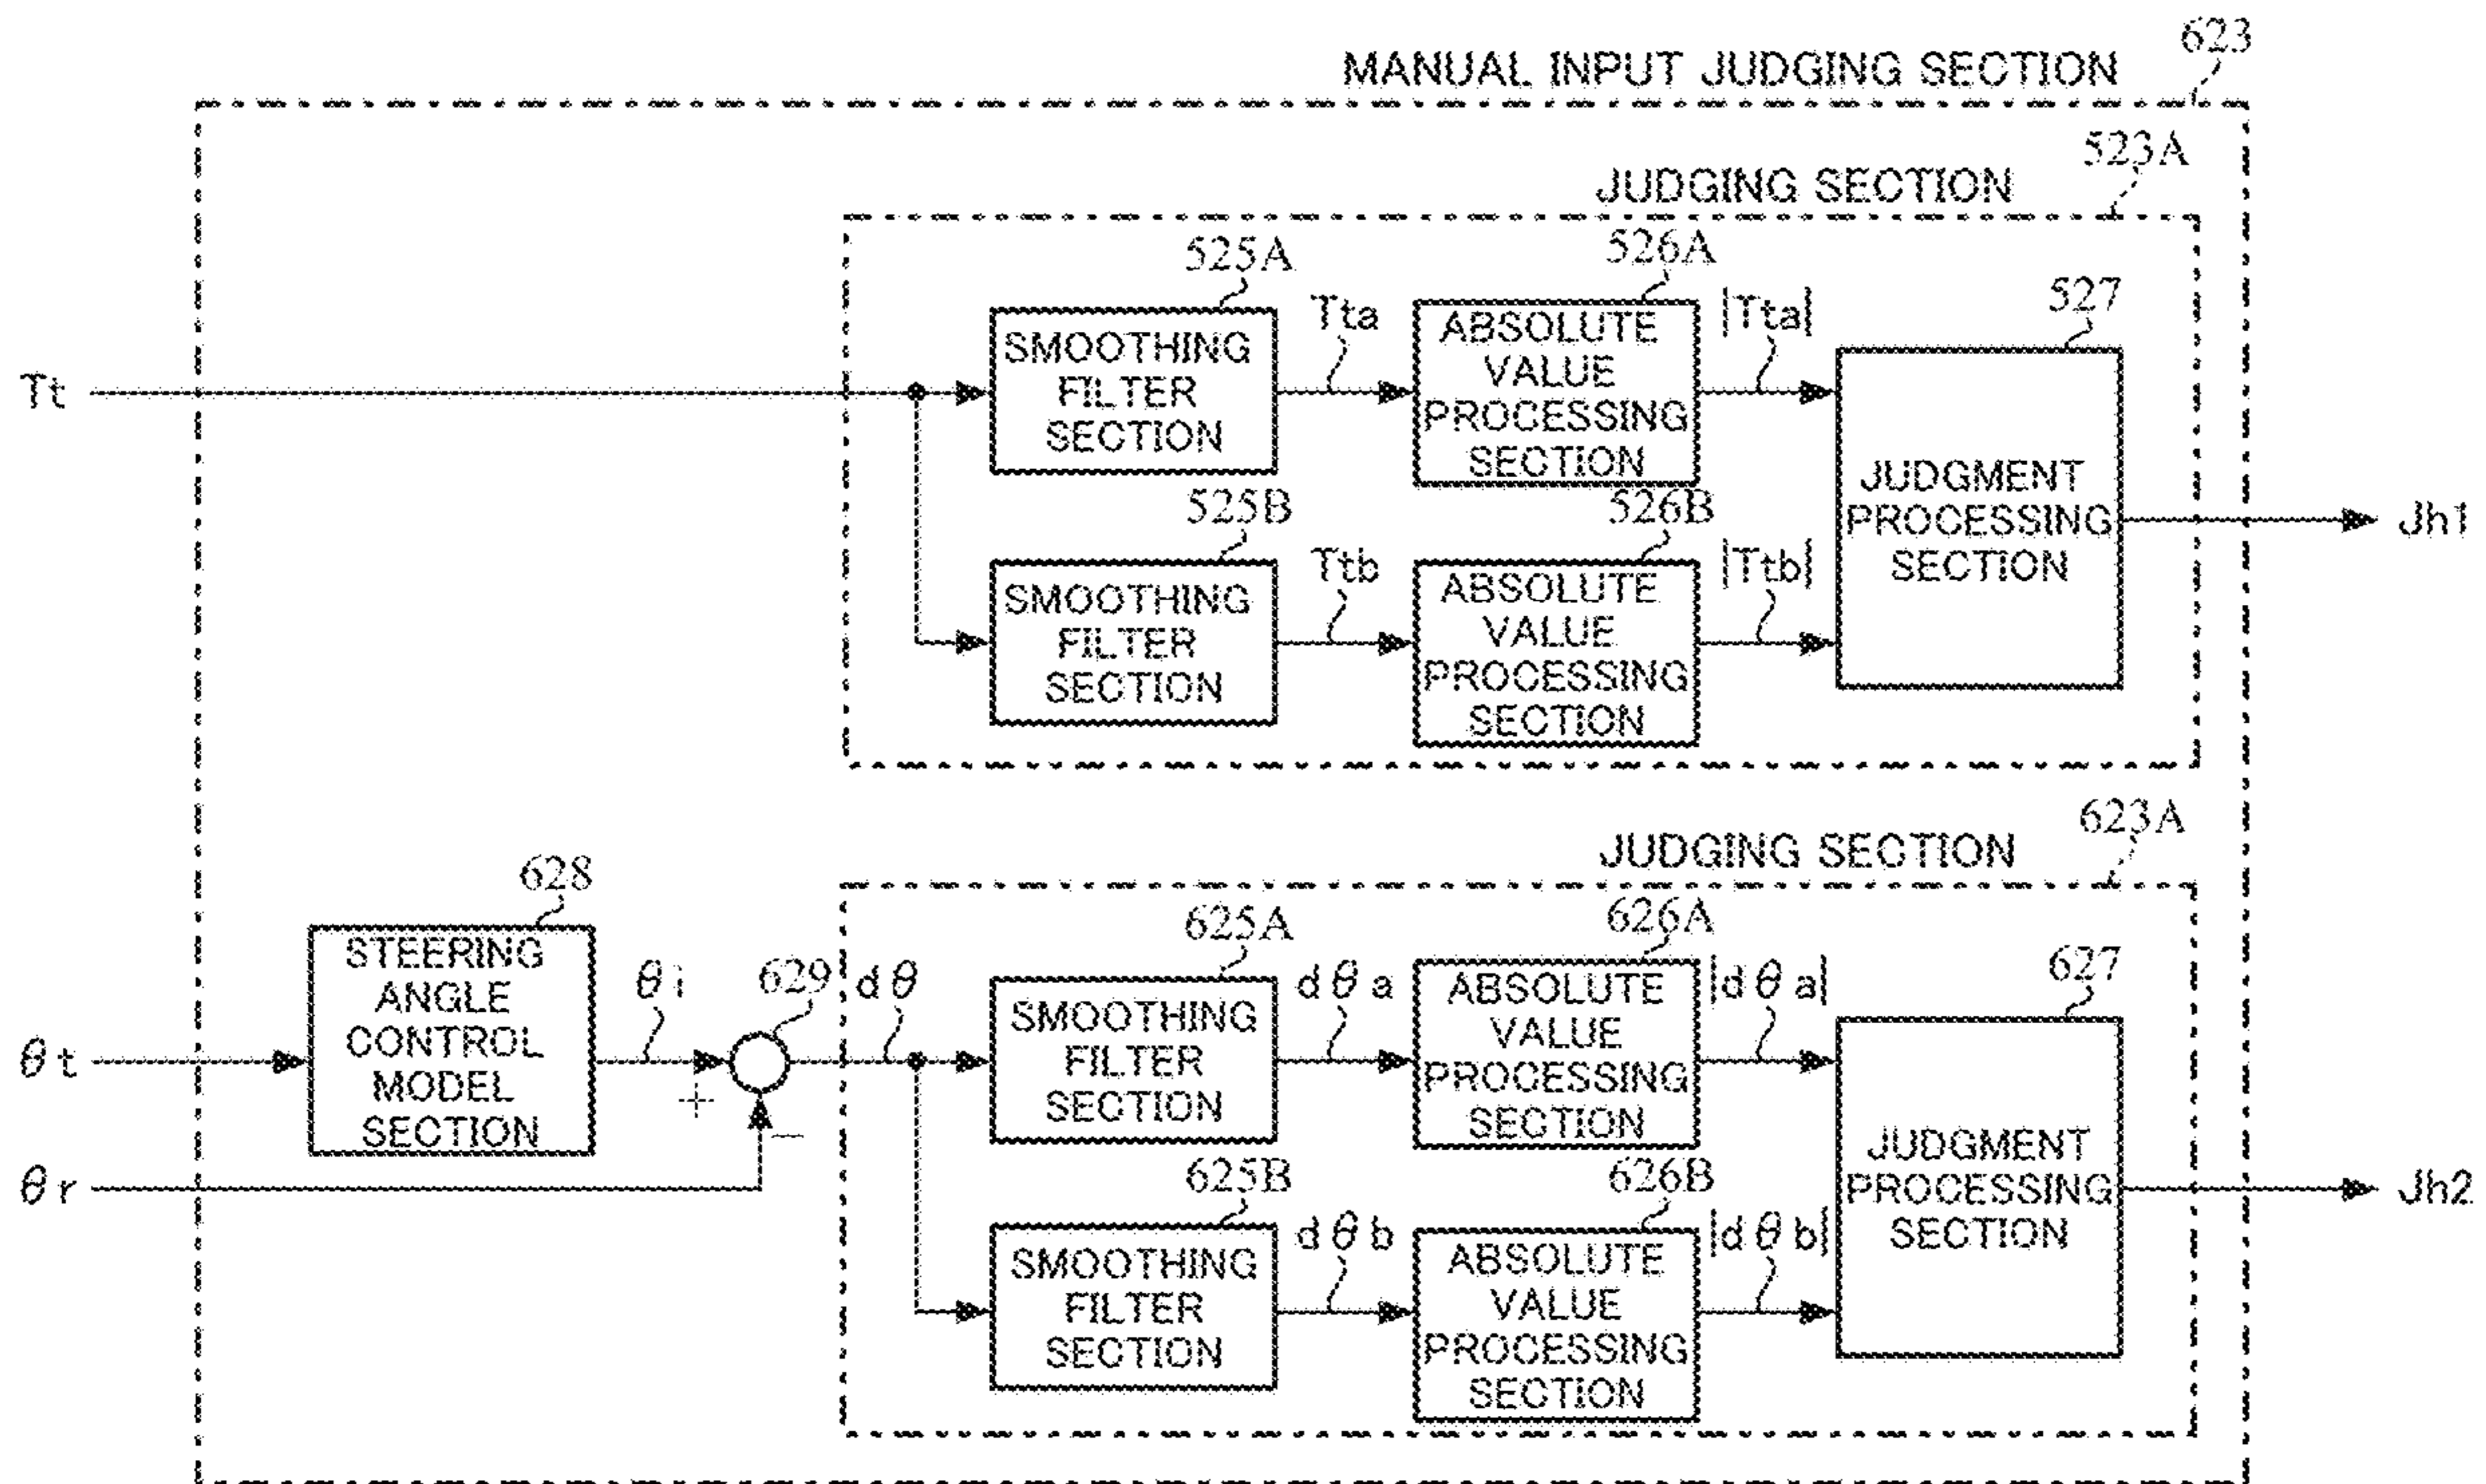 623
MANUAL INPUT JUDGING SECTION
523A
JUDGING SECTION
525A
526A
527
Tta
|Tta|
SMOOTHING
FILTER
SECTION
ABSOLUTE
VALUE
PROCESSING
SECTION
Tt
525B
526B
JUDGMENT
PROCESSING
SECTION
Jh1
Ttb
|Ttb|
SMOOTHING
FILTER
SECTION
ABSOLUTE
VALUE
PROCESSING
SECTION
623A
JUDGING SECTION
628
625A
626A
627
STEERING
ANGLE
CONTROL
MODEL
SECTION
θi
629
dθ
dθa
|dθa|
SMOOTHING
FILTER
SECTION
ABSOLUTE
VALUE
PROCESSING
SECTION
θt
+
−
θr
625B
626B
JUDGMENT
PROCESSING
SECTION
Jh2
dθb
|dθb|
SMOOTHING
FILTER
SECTION
ABSOLUTE
VALUE
PROCESSING
SECTION